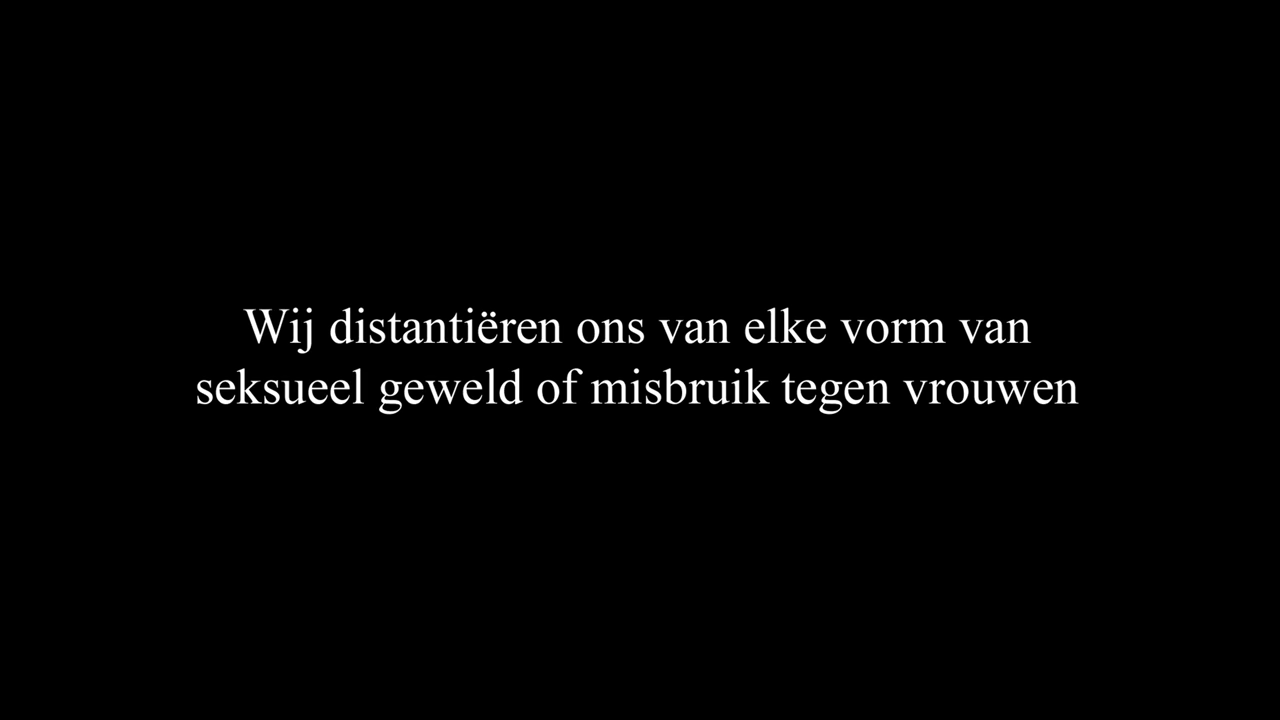 Wij distantiëren ons van elke vorm van
seksueel geweld of misbruik tegen vrouwen